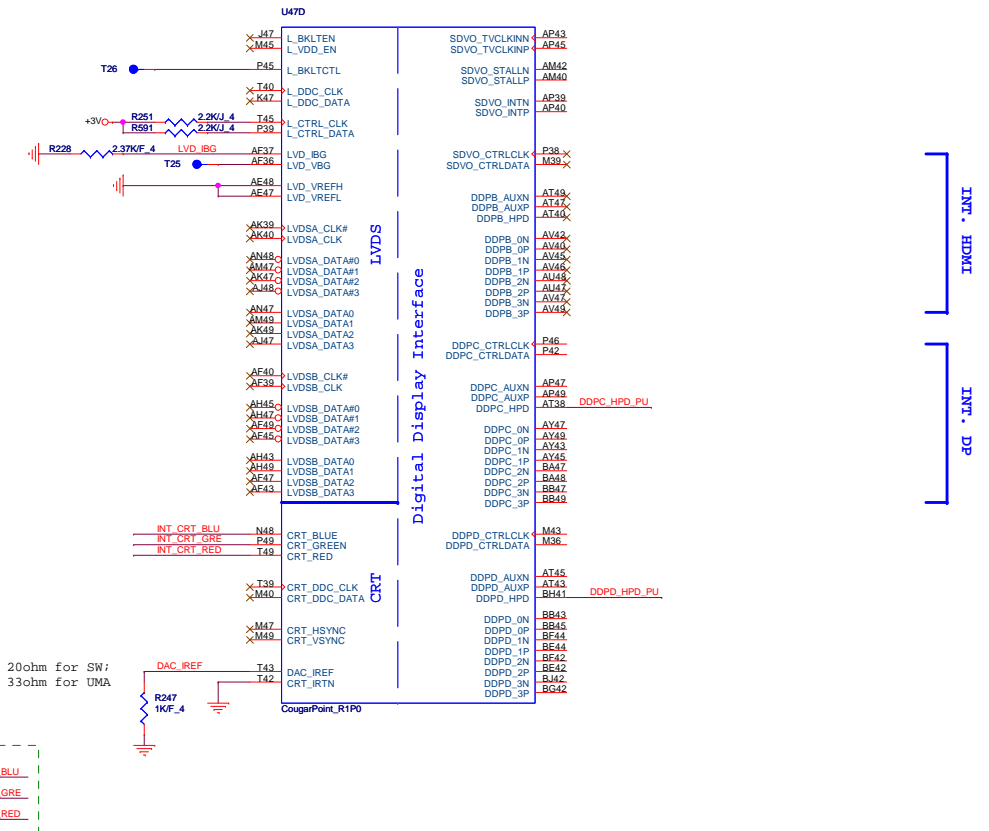 U47D
J47 L_BKLTEN
M45 L_VDD_EN
T26 P45 L_BKLTCTL
T40 L_DDC_CLK
K47 L_DDC_DATA
+3V R251 2.2K/J_4 T45 L_CTRL_CLK
R591 2.2K/J_4 P39 L_CTRL_DATA
R228 2.37K/F_4 LVD_IBG AF37 LVD_IBG
T25 AF36 LVD_VBG
AE48 LVD_VREFH
AE47 LVD_VREFL
AK39 LVDSA_CLK#
AK40 LVDSA_CLK
AN48 LVDSA_DATA#0
AM47 LVDSA_DATA#1
AK47 LVDSA_DATA#2
AJ48 LVDSA_DATA#3
AN47 LVDSA_DATA0
AM49 LVDSA_DATA1
AK49 LVDSA_DATA2
AJ47 LVDSA_DATA3
AF40 LVDSB_CLK#
AF39 LVDSB_CLK
AH45 LVDSB_DATA#0
AH47 LVDSB_DATA#1
AF49 LVDSB_DATA#2
AF45 LVDSB_DATA#3
AH43 LVDSB_DATA0
AH49 LVDSB_DATA1
AF47 LVDSB_DATA2
AF43 LVDSB_DATA3
INT_CRT_BLU N48 CRT_BLUE
INT_CRT_GRE P49 CRT_GREEN
INT_CRT_RED T49 CRT_RED
T39 CRT_DDC_CLK
M40 CRT_DDC_DATA
M47 CRT_HSYNC
M49 CRT_VSYNC
20ohm for SW;
33ohm for UMA
DAC_IREF T43 DAC_IREF
T42 CRT_IRTN
R247
1K/F_4
CougarPoint_R1P0
LVDS
CRT
Digital Display Interface
SDVO_TVCLKINN AP43
SDVO_TVCLKINP AP45
SDVO_STALLN AM42
SDVO_STALLP AM40
SDVO_INTN AP39
SDVO_INTP AP40
SDVO_CTRLCLK P38
SDVO_CTRLDATA M39
DDPB_AUXN AT49
DDPB_AUXP AT47
DDPB_HPD AT40
DDPB_0N AV42
DDPB_0P AV40
DDPB_1N AV45
DDPB_1P AV46
DDPB_2N AU48
DDPB_2P AU47
DDPB_3N AV47
DDPB_3P AV49
DDPC_CTRLCLK P46
DDPC_CTRLDATA P42
DDPC_AUXN AP47
DDPC_AUXP AP49
DDPC_HPD AT38 DDPC_HPD_PU
DDPC_0N AY47
DDPC_0P AY49
DDPC_1N AY43
DDPC_1P AY45
DDPC_2N BA47
DDPC_2P BA48
DDPC_3N BB47
DDPC_3P BB49
DDPD_CTRLCLK M43
DDPD_CTRLDATA M36
DDPD_AUXN AT45
DDPD_AUXP AT43
DDPD_HPD BH41 DDPD_HPD_PU
DDPD_0N BB43
DDPD_0P BB45
DDPD_1N BF44
DDPD_1P BE44
DDPD_2N BF42
DDPD_2P BE42
DDPD_3N BJ42
DDPD_3P BG42
INT. HDMI
INT. DP
BLU
GRE
RED